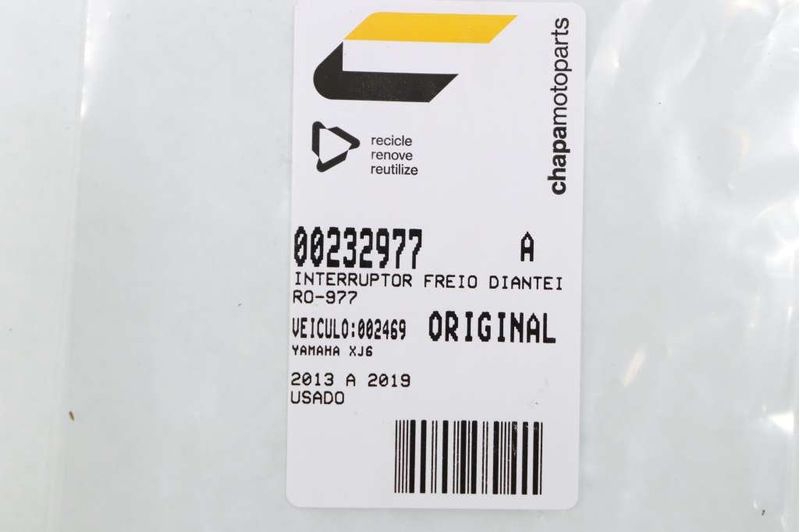 chapamotoparts
recicle
renove
reutilize
00232977 A
INTERRUPTOR FREIO DIANTEI
RO-977
VEICULO:002469 ORIGINAL
YAMAHA XJ6
2013 A 2019
USADO